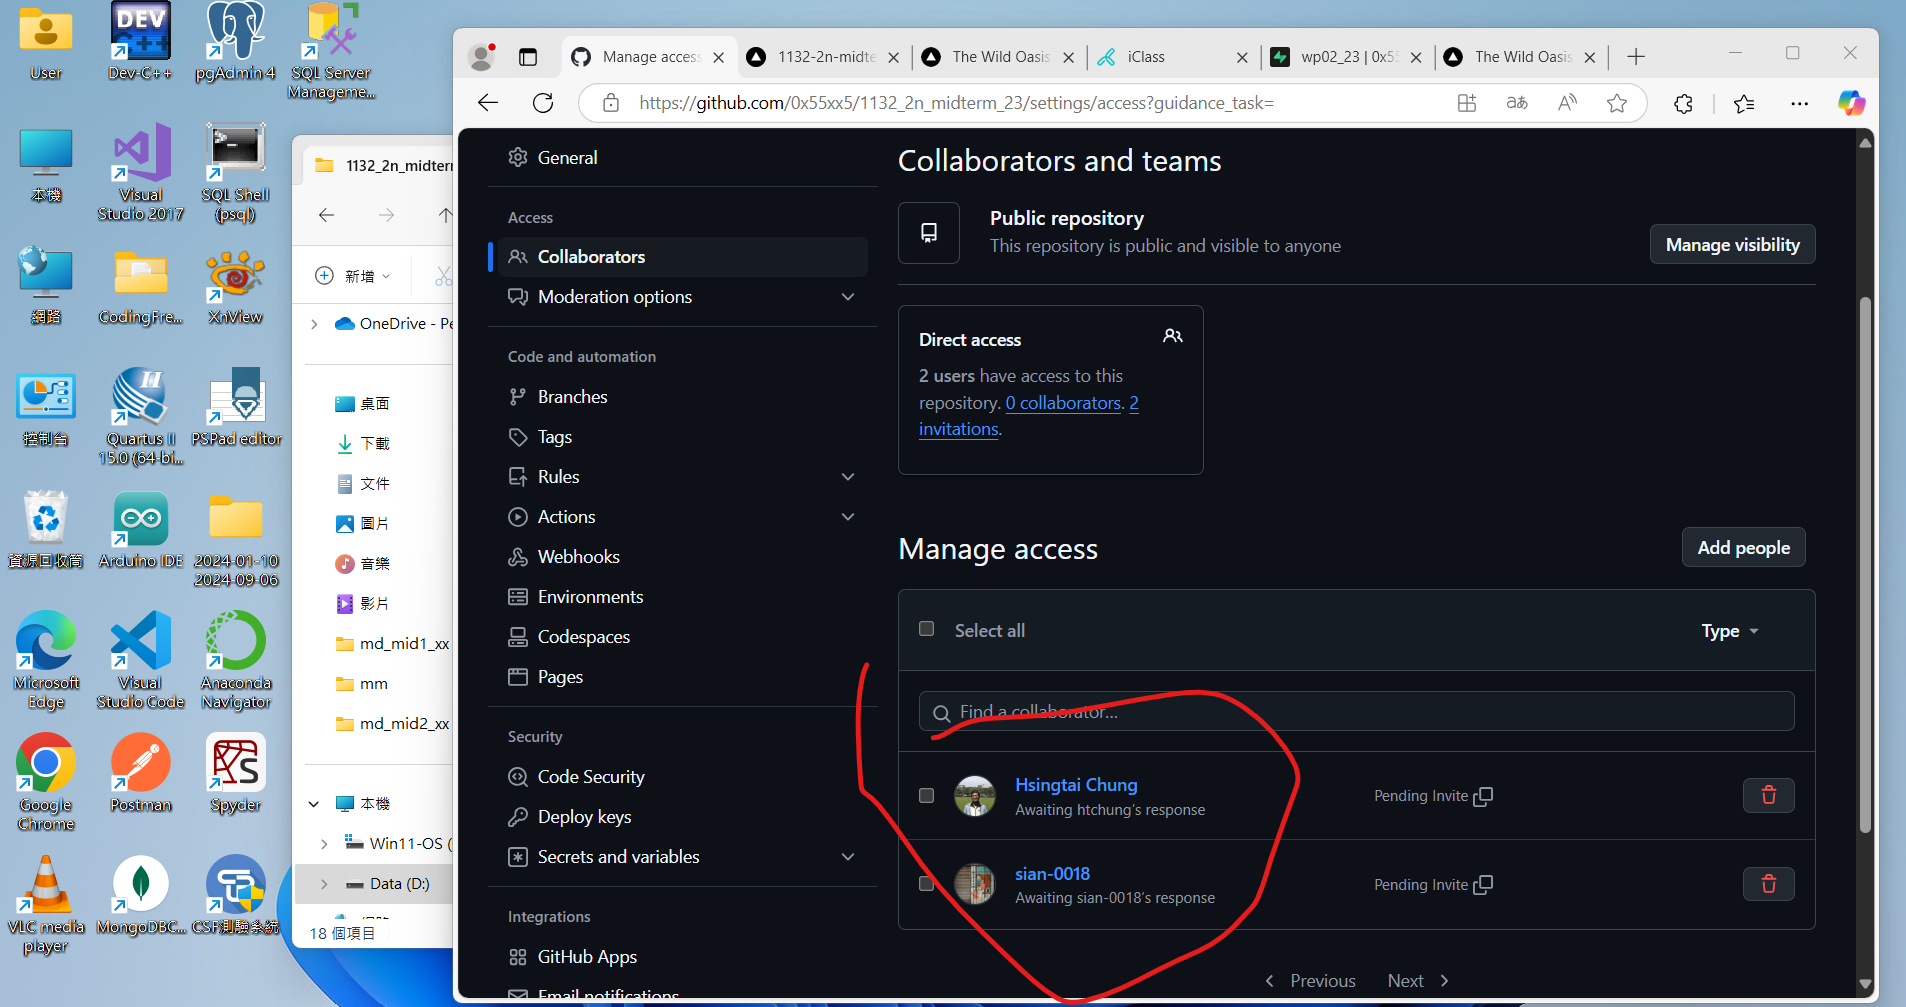 User
Dev-C++
pgAdmin 4
SQL Server
Manageme...
本機
Visual
Studio 2017
SQL Shell
(psql)
網路
CodingFre...
XnView
控制台
Quartus II
15.0 (64-bi...
PSPad editor
資源回收筒
Arduino IDE
2024-01-10
2024-09-06
Microsoft
Edge
Visual
Studio Code
Anaconda
Navigator
Google
Chrome
Postman
Spyder
VLC media
player
MongoDBC...
CSF測驗系統
1132_2n_midterr
新增
OneDrive - Pe
桌面
下載
文件
圖片
音樂
影片
md_mid1_xx
mm
md_mid2_xx
本機
Win11-OS (
Data (D:)
18 個項目
Manage access
1132-2n-midte
The Wild Oasis
iClass
wp02_23 | 0x55
The Wild Oasis
https://github.com/0x55xx5/1132_2n_midterm_23/settings/access?guidance_task=
General
Access
Collaborators
Moderation options
Code and automation
Branches
Tags
Rules
Actions
Webhooks
Environments
Codespaces
Pages
Security
Code Security
Deploy keys
Secrets and variables
Integrations
GitHub Apps
Email notifications
Collaborators and teams
Public repository
This repository is public and visible to anyone
Manage visibility
Direct access
2 users have access to this
repository. 0 collaborators. 2
invitations.
Manage access
Add people
Select all
Type
Find a collaborator...
Hsingtai Chung
Awaiting htchung's response
Pending Invite
sian-0018
Awaiting sian-0018's response
Pending Invite
Previous
Next